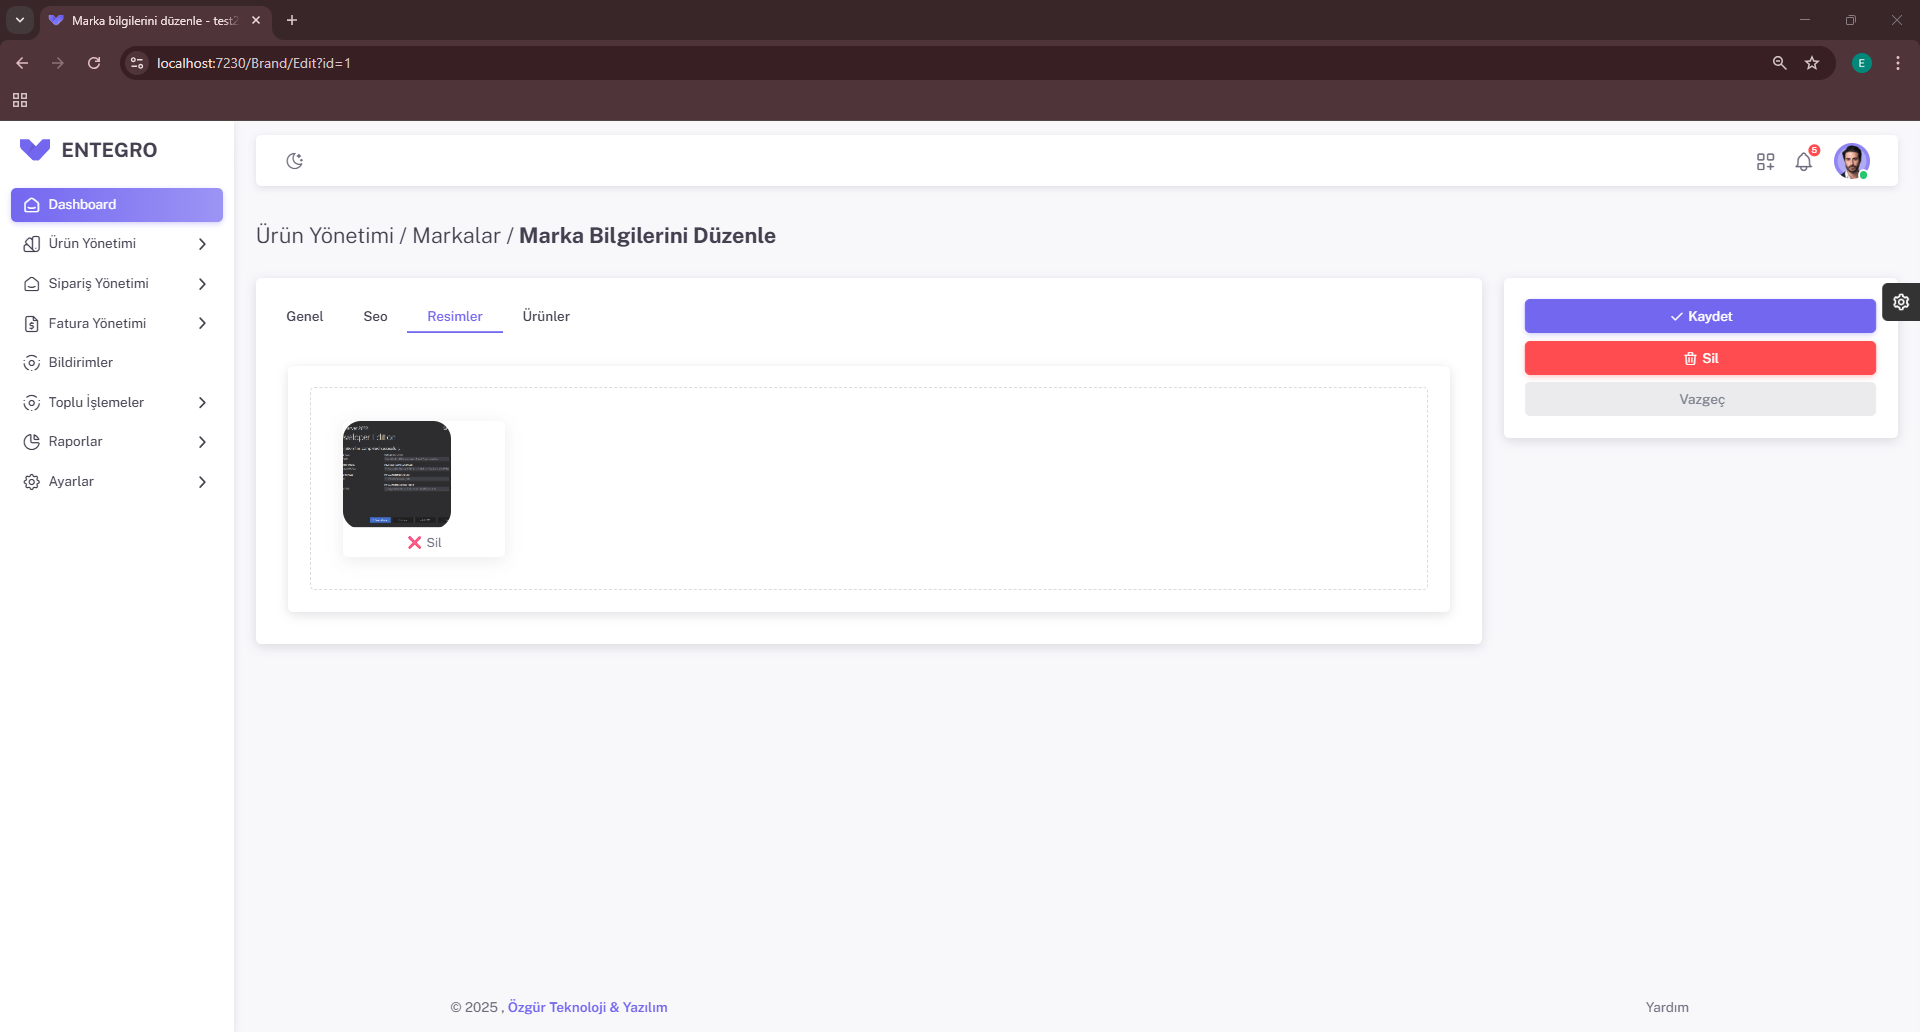 Marka bilgilerini düzenle - test2
localhost:7230/Brand/Edit?id=1
E
ENTEGRO
5
Dashboard
Ürün Yönetimi
Sipariş Yönetimi
Fatura Yönetimi
Bildirimler
Toplu İşlemeler
Raporlar
Ayarlar
Ürün Yönetimi / Markalar / Marka Bilgilerini Düzenle
Genel Seo Resimler Ürünler
Sil
Kaydet
Sil
Vazgeç
© 2025 , Özgür Teknoloji & Yazılım
Yardım